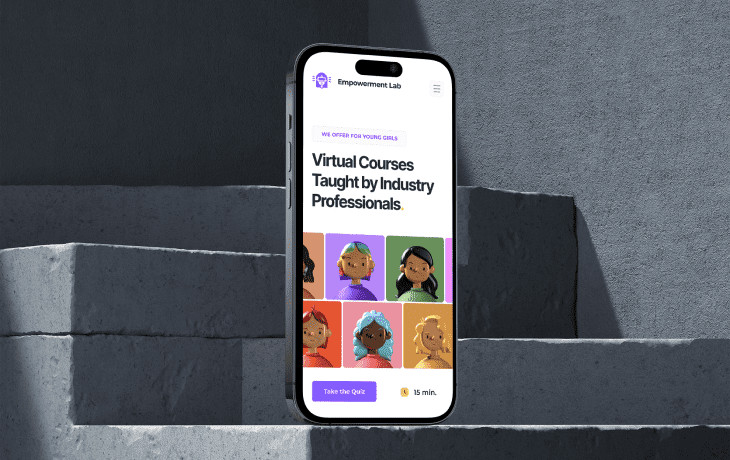 Empowerment Lab
WE OFFER FOR YOUNG GIRLS
Virtual Courses
Taught by Industry
Professionals.
Take the Quiz
15 min.